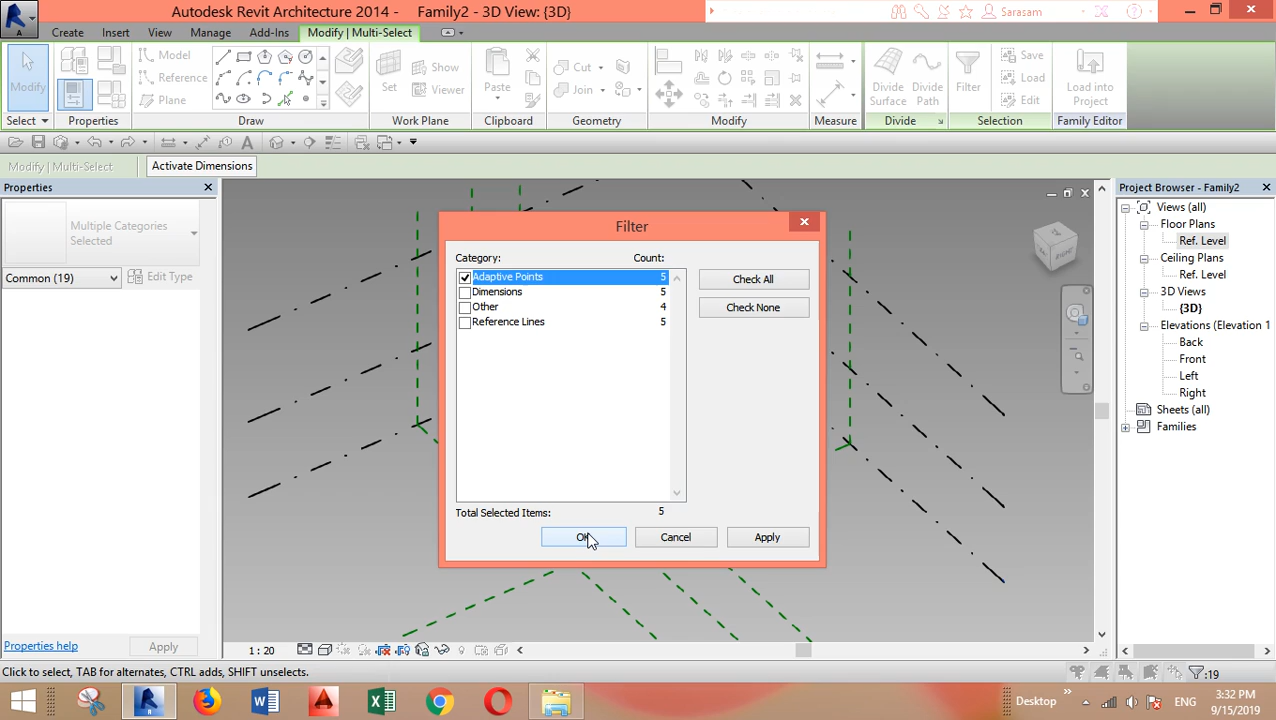 Autodesk Revit Architecture 2014 - Family2 - 3D View: {3D}
Sarasam
Create Insert View Manage Add-Ins Modify | Multi-Select
Modify
Model
Reference
Plane
Set
Show
Viewer
Paste
Cut
Join
Divide Surface
Divide Path
Filter
Save
Load
Edit
Load into Project
Select Properties Draw Work Plane Clipboard Geometry Modify Measure Divide Selection Family Editor
Modify | Multi-Select Activate Dimensions
Properties
Multiple Categories Selected
Common (19) Edit Type
Properties help Apply
Filter
Category: Count:
Adaptive Points 5
Dimensions 5
Other 4
Reference Lines 5
Check All
Check None
Total Selected Items: 5
OK Cancel Apply
RIGHT
Project Browser - Family2
Views (all)
Floor Plans
Ref. Level
Ceiling Plans
Ref. Level
3D Views
{3D}
Elevations (Elevation 1
Back
Front
Left
Right
Sheets (all)
Families
1 : 20
Click to select, TAB for alternates, CTRL adds, SHIFT unselects.
:19
Desktop
ENG
3:32 PM
9/15/2019